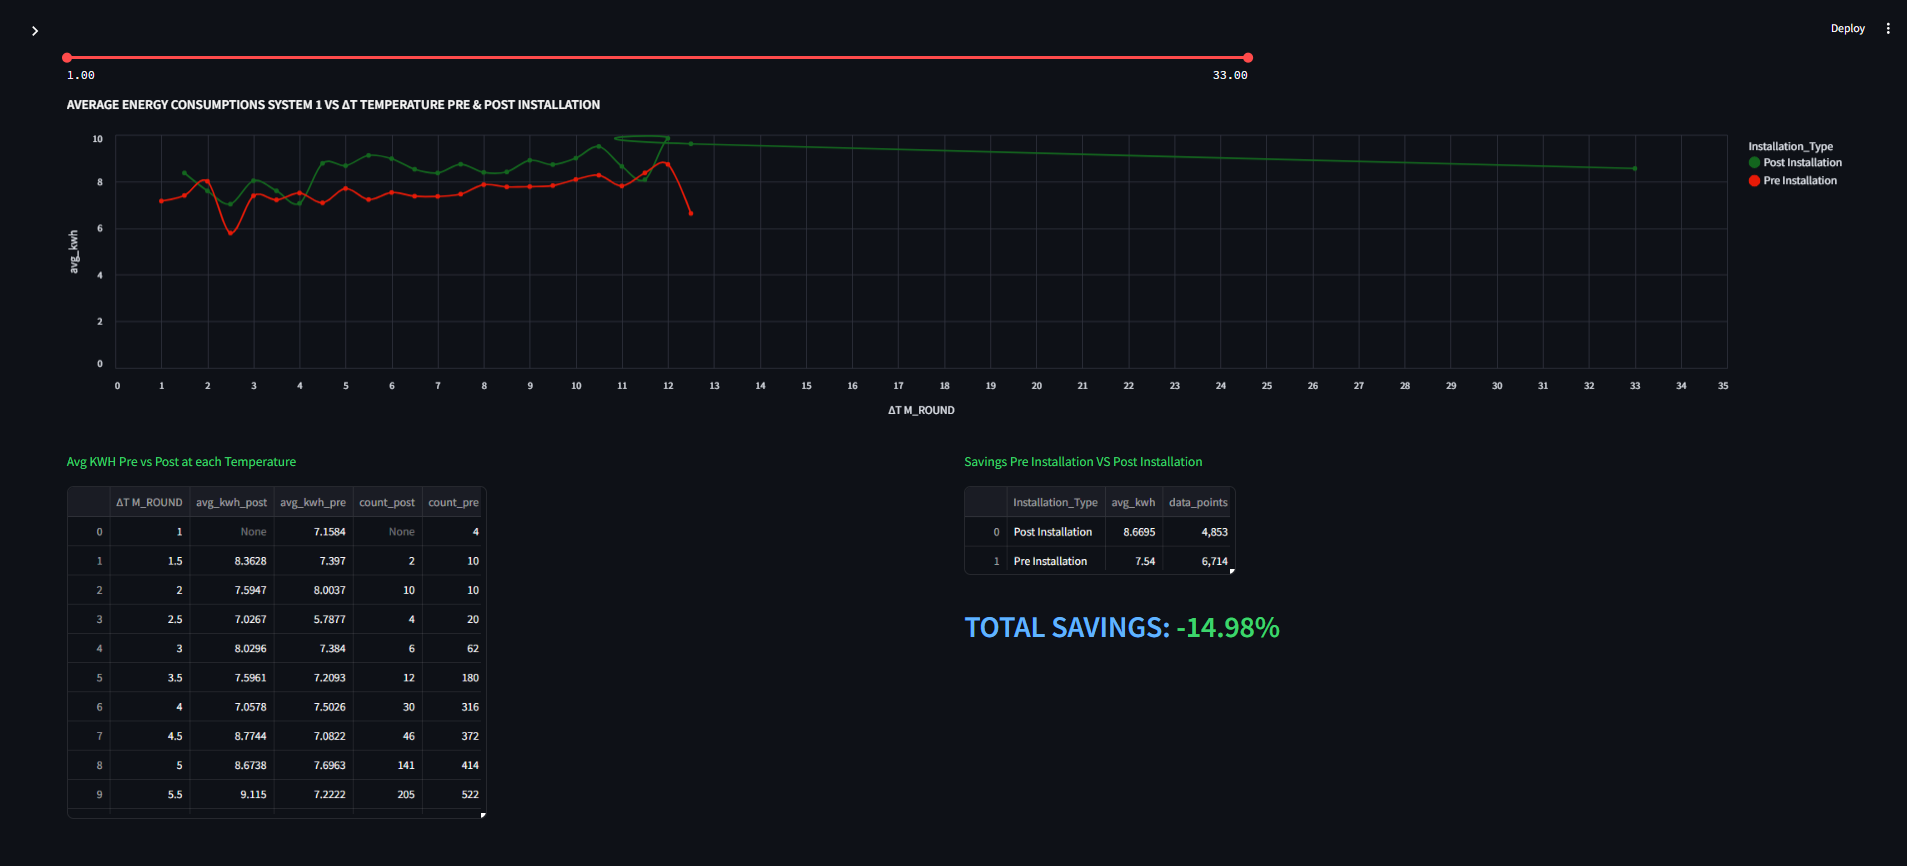 Deploy
1.00
33.00
AVERAGE ENERGY CONSUMPTIONS SYSTEM 1 VS ΔT TEMPERATURE PRE & POST INSTALLATION
10
8
6
4
2
0
avg_kwh
0 1 2 3 4 5 6 7 8 9 10 11 12 13 14 15 16 17 18 19 20 21 22 23 24 25 26 27 28 29 30 31 32 33 34 35
ΔT M_ROUND
Installation_Type
Post Installation
Pre Installation
Avg KWH Pre vs Post at each Temperature
ΔT M_ROUND avg_kwh_post avg_kwh_pre count_post count_pre
0 1 None 7.1584 None 4
1 1.5 8.3628 7.397 2 10
2 2 7.5947 8.0037 10 10
3 2.5 7.0267 5.7877 4 20
4 3 8.0296 7.384 6 62
5 3.5 7.5961 7.2093 12 180
6 4 7.0578 7.5026 30 316
7 4.5 8.7744 7.0822 46 372
8 5 8.6738 7.6963 141 414
9 5.5 9.115 7.2222 205 522
Savings Pre Installation VS Post Installation
Installation_Type avg_kwh data_points
0 Post Installation 8.6695 4,853
1 Pre Installation 7.54 6,714
TOTAL SAVINGS: -14.98%